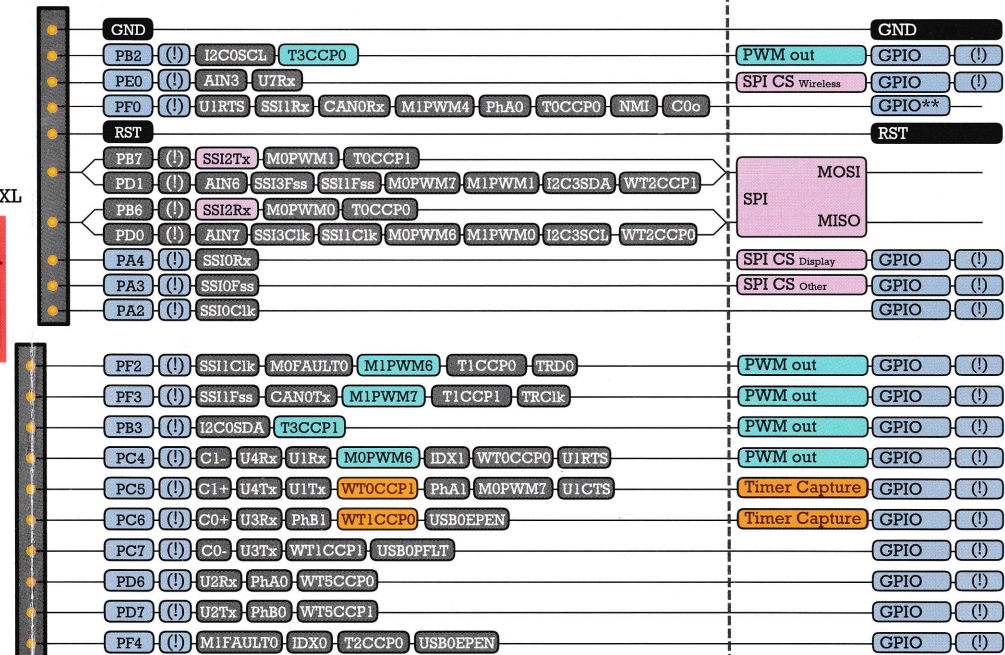 GND GND
PB2 (!) I2C0SCL T3CCP0 PWM out GPIO (!)
PE0 (!) AIN3 U7Rx SPI CS Wireless GPIO (!)
PF0 (!) U1RTS SSI1Rx CAN0Rx M1PWM4 PhA0 T0CCP0 NMI C0o GPIO**
RST RST
PB7 (!) SSI2Tx M0PWM1 T0CCP1
MOSI
PD1 (!) AIN6 SSI3Fss SSI1Fss M0PWM7 M1PWM1 I2C3SDA WT2CCP1
XL
SPI
PB6 (!) SSI2Rx M0PWM0 T0CCP0
MISO
PD0 (!) AIN7 SSI3Clk SSI1Clk M0PWM6 M1PWM0 I2C3SCL WT2CCP0
PA4 (!) SSI0Rx SPI CS Display GPIO (!)
PA3 (!) SSI0Fss SPI CS Other GPIO (!)
PA2 (!) SSI0Clk GPIO (!)
PF2 (!) SSI1Clk M0FAULT0 M1PWM6 T1CCP0 TRD0 PWM out GPIO (!)
PF3 (!) SSI1Fss CAN0Tx M1PWM7 T1CCP1 TRClk PWM out GPIO (!)
PB3 (!) I2C0SDA T3CCP1 PWM out GPIO (!)
PC4 (!) C1- U4Rx U1Rx M0PWM6 IDX1 WT0CCP0 U1RTS PWM out GPIO (!)
PC5 (!) C1+ U4Tx U1Tx WT0CCP1 PhA1 M0PWM7 U1CTS Timer Capture GPIO (!)
PC6 (!) C0+ U3Rx PhB1 WT1CCP0 USB0EPEN Timer Capture GPIO (!)
PC7 (!) C0- U3Tx WT1CCP1 USB0PFLT GPIO (!)
PD6 (!) U2Rx PhA0 WT5CCP0 GPIO (!)
PD7 (!) U2Tx PhB0 WT5CCP1 GPIO (!)
PF4 (!) M1FAULT0 IDX0 T2CCP0 USB0EPEN GPIO (!)